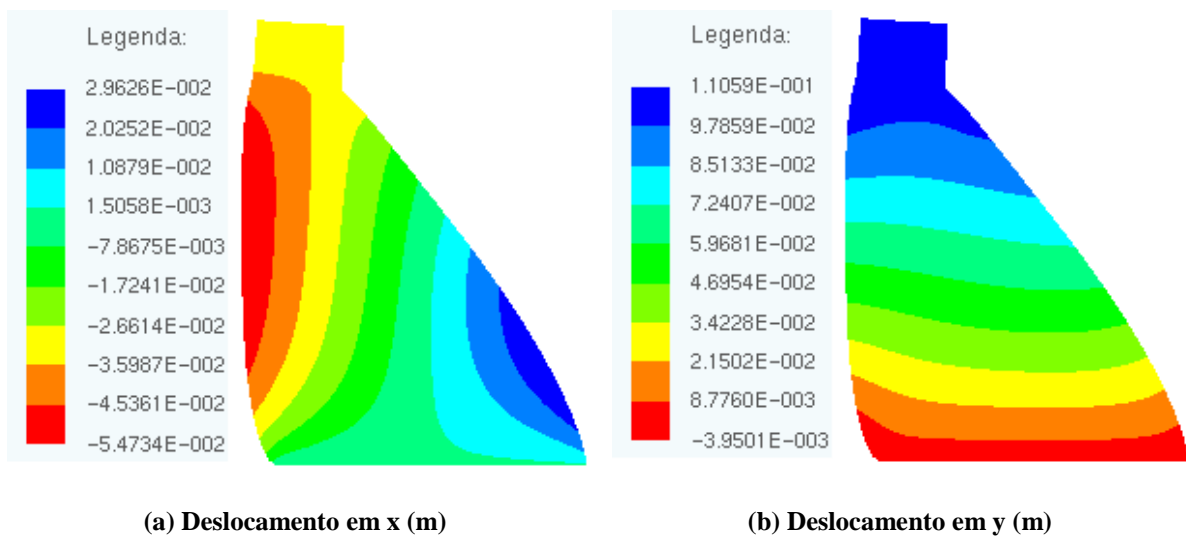 Legenda:
2.9626E-002
2.0252E-002
1.0879E-002
1.5058E-003
-7.8675E-003
-1.7241E-002
-2.6614E-002
-3.5987E-002
-4.5361E-002
-5.4734E-002
(a) Deslocamento em x (m)
Legenda:
1.1059E-001
9.7859E-002
8.5133E-002
7.2407E-002
5.9681E-002
4.6954E-002
3.4228E-002
2.1502E-002
8.7760E-003
-3.9501E-003
(b) Deslocamento em y (m)